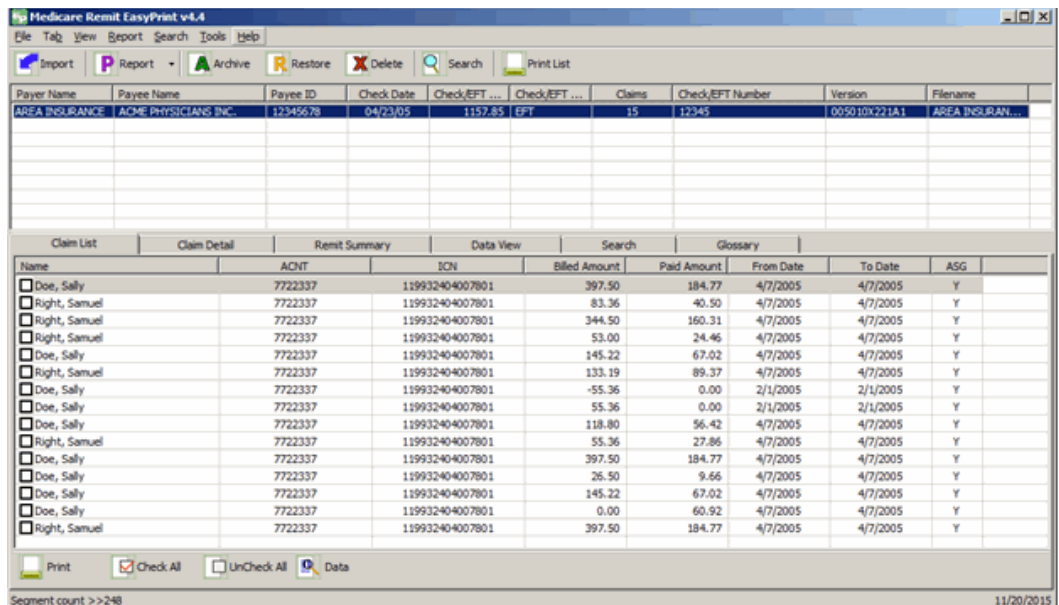 Medicare Remit EasyPrint v4.4
File Tab View Report Search Tools Help
Import P Report A Archive R Restore X Delete Search Print List
Payer Name Payee Name Payee ID Check Date Check/EFT ... Check/EFT ... Claims Check/EFT Number Version Filename
AREA INSURANCE ACME PHYSICIANS INC. 12345678 04/23/05 1157.85 EFT 15 12345 005010X221A1 AREA INSURAN...
Claim List Claim Detail Remit Summary Data View Search Glossary
Name ACNT ICN Billed Amount Paid Amount From Date To Date ASG
Doe, Sally 7722337 119932404007801 397.50 184.77 4/7/2005 4/7/2005 Y
Right, Samuel 7722337 119932404007801 83.36 40.50 4/7/2005 4/7/2005 Y
Right, Samuel 7722337 119932404007801 344.50 160.31 4/7/2005 4/7/2005 Y
Right, Samuel 7722337 119932404007801 53.00 24.46 4/7/2005 4/7/2005 Y
Doe, Sally 7722337 119932404007801 145.22 67.02 4/7/2005 4/7/2005 Y
Right, Samuel 7722337 119932404007801 133.19 89.37 4/7/2005 4/7/2005 Y
Doe, Sally 7722337 119932404007801 -55.36 0.00 2/1/2005 2/1/2005 Y
Doe, Sally 7722337 119932404007801 55.36 0.00 2/1/2005 2/1/2005 Y
Doe, Sally 7722337 119932404007801 118.80 56.42 4/7/2005 4/7/2005 Y
Right, Samuel 7722337 119932404007801 55.36 27.86 4/7/2005 4/7/2005 Y
Doe, Sally 7722337 119932404007801 397.50 184.77 4/7/2005 4/7/2005 Y
Doe, Sally 7722337 119932404007801 26.50 9.66 4/7/2005 4/7/2005 Y
Doe, Sally 7722337 119932404007801 145.22 67.02 4/7/2005 4/7/2005 Y
Doe, Sally 7722337 119932404007801 0.00 60.92 4/7/2005 4/7/2005 Y
Right, Samuel 7722337 119932404007801 397.50 184.77 4/7/2005 4/7/2005 Y
Print Check All UnCheck All Data
Segment count >>248 11/20/2015